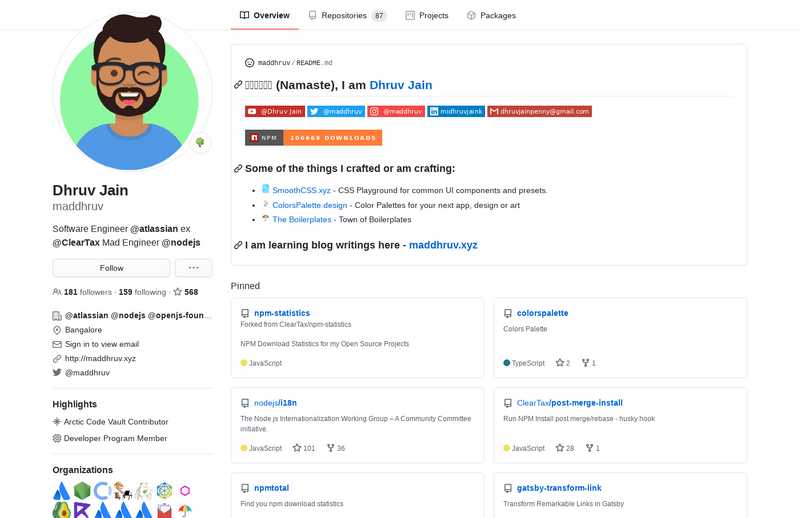 Overview
Repositories 87
Projects
Packages
Dhruv Jain
maddhruv
Software Engineer @atlassian ex
@ClearTax Mad Engineer @nodejs
Follow
181 followers · 159 following · 568
@atlassian @nodejs @openjs-foun...
Bangalore
Sign in to view email
http://maddhruv.xyz
@maddhruv
Highlights
Arctic Code Vault Contributor
Developer Program Member
Organizations
maddhruv/README.md
(Namaste), I am Dhruv Jain
@Dhruv Jain @maddhruv @maddhruv midhruvjaink dhruvjainpenny@gmail.com
NPM 106669 DOWNLOADS
Some of the things I crafted or am crafting:
SmoothCSS.xyz - CSS Playground for common UI components and presets.
ColorsPalette.design - Color Palettes for your next app, design or art
The Boilerplates - Town of Boilerplates
I am learning blog writings here - maddhruv.xyz
Pinned
npm-statistics
Forked from ClearTax/npm-statistics
NPM Download Statistics for my Open Source Projects
JavaScript
colorspalette
Colors Palette
TypeScript 2 1
nodejs/i18n
The Node.js Internationalization Working Group – A Community Committee
initiative.
JavaScript 101 36
ClearTax/post-merge-install
Run NPM Install post merge/rebase - husky hook
JavaScript 28 1
npmtotal
Find you npm download statistics
gatsby-transform-link
Transform Remarkable Links in Gatsby